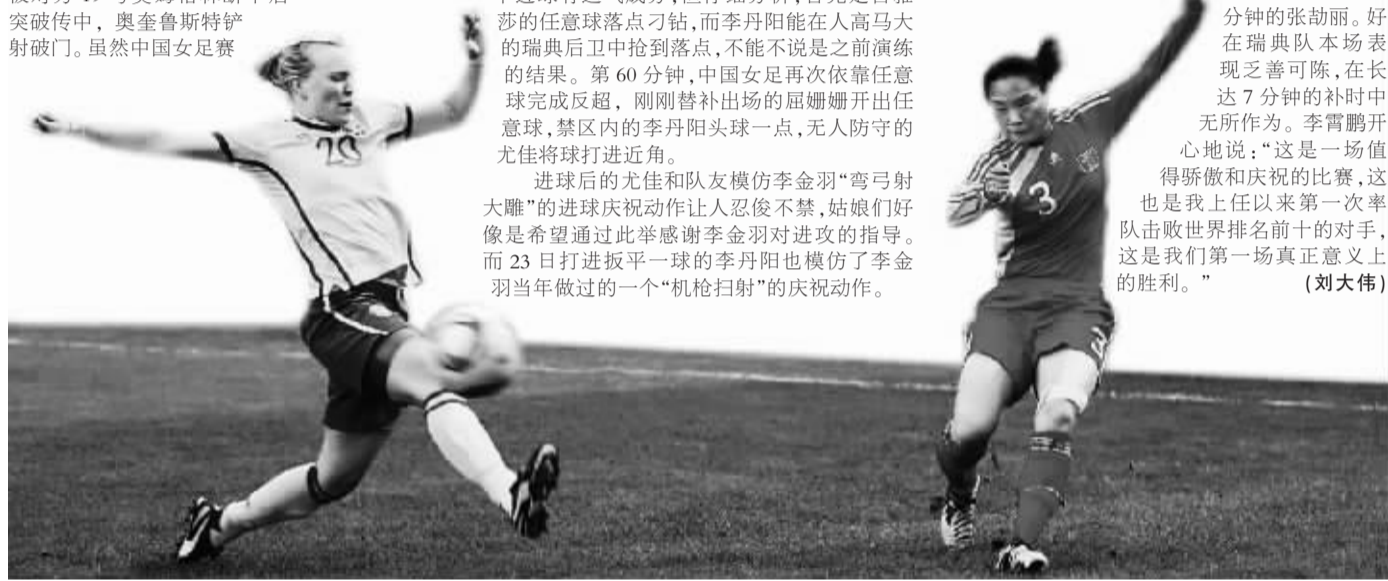 突破传中，奥奎鲁斯特铲
射破门。虽然中国女足赛
莎的任意球落点刁钻，而李丹阳能在人高马大
的瑞典后卫中抢到落点，不能不说是之前演练
的结果。第 60 分钟，中国女足再次依靠任意
球完成反超，刚刚替补出场的屈姗姗开出任
意球，禁区内的李丹阳头球一点，无人防守的
尤佳将球打进近角。
进球后的尤佳和队友模仿李金羽“弯弓射
大雕”的进球庆祝动作让人忍俊不禁，姑娘们好
像是希望通过此举感谢李金羽对进攻的指导。
而 23 日打进扳平一球的李丹阳也模仿了李金
羽当年做过的一个“机枪扫射”的庆祝动作。
分钟的张劼丽。好
在瑞典队本场表
现乏善可陈，在长
达 7 分钟的补时中
无所作为。李霄鹏开
心地说：“这是一场值
得骄傲和庆祝的比赛，这
也是我上任以来第一次率
队击败世界排名前十的对手，
这是我们第一场真正意义上
的胜利。”
(刘大伟)
20
3
3